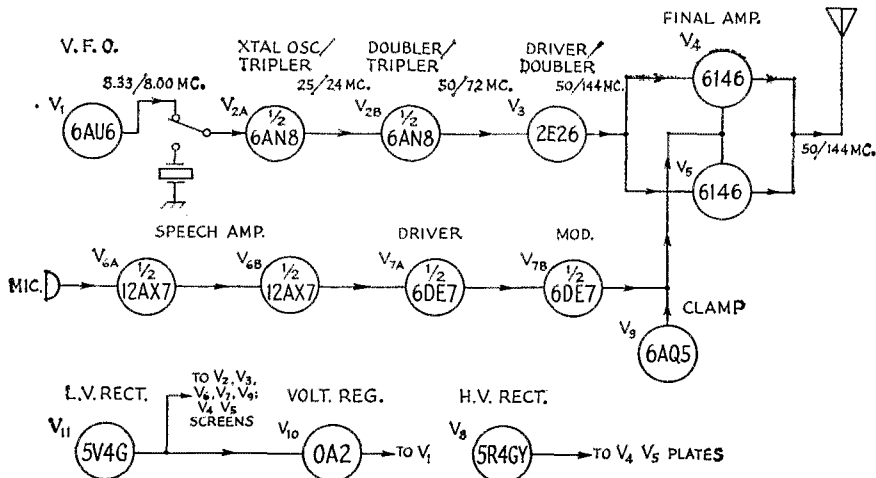 FINAL AMP.
V. F. O.
XTAL OSC/
TRIPLER
DOUBLER/
TRIPLER
DRIVER/
DOUBLER
V4
8.33/8.00 MC.
25/24 MC.
50/72 MC.
50/144 MC.
6146
V1
6AU6
V2A
1/2
6AN8
V2B
1/2
6AN8
V3
2E26
50/144 MC.
V5
6146
SPEECH AMP.
DRIVER
MOD.
MIC.
V6A
1/2
12AX7
V6B
1/2
12AX7
V7A
1/2
6DE7
V7B
1/2
6DE7
CLAMP
V9
6AQ5
L.V. RECT.
TO V2, V3,
V6, V7, V9;
V4 V5
SCREENS
VOLT. REG.
H.V. RECT.
V11
5V4G
V10
0A2
TO V1
V8
5R4GY
TO V4 V5 PLATES